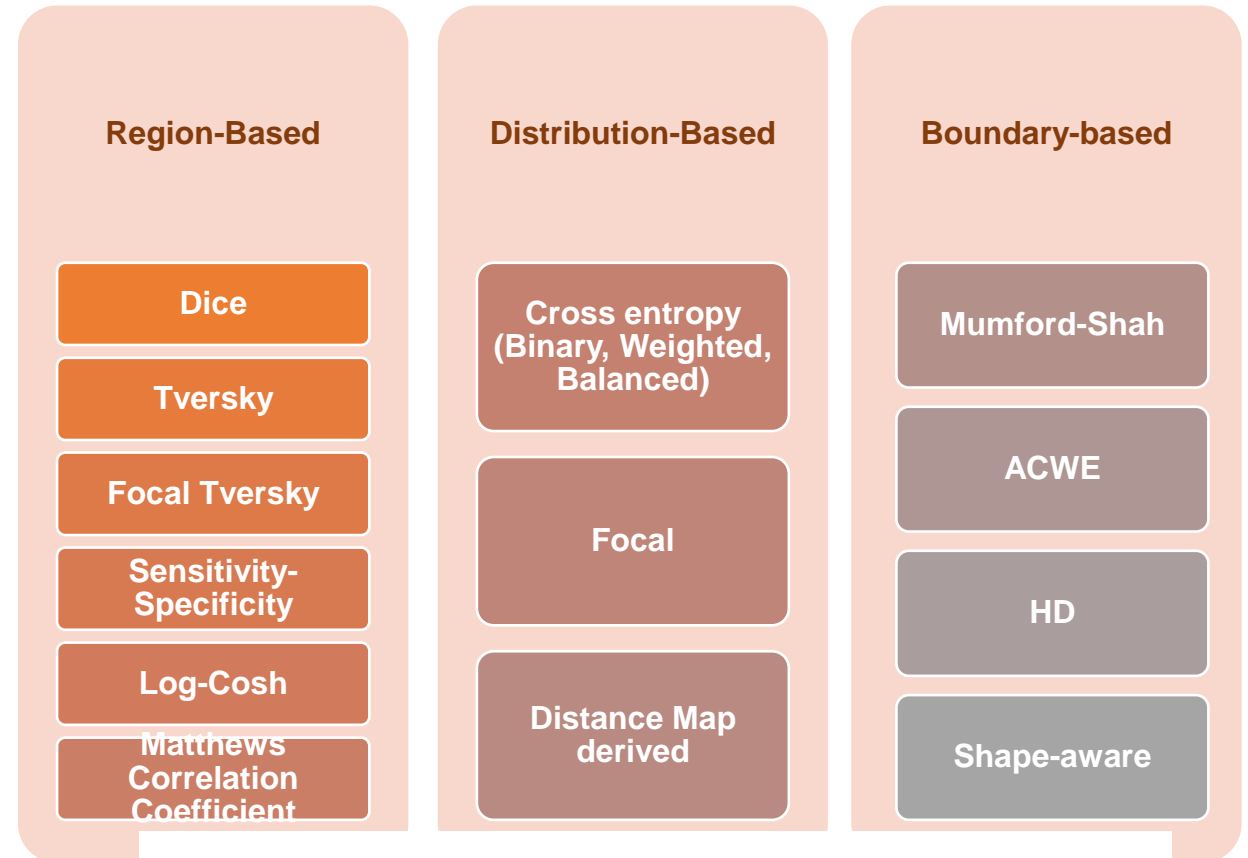 Region-Based
Dice
Tversky
Focal Tversky
Sensitivity-
Specificity
Log-Cosh
Matthews
Correlation
Coefficient
Distribution-Based
Cross entropy
(Binary, Weighted,
Balanced)
Focal
Distance Map
derived
Boundary-based
Mumford-Shah
ACWE
HD
Shape-aware